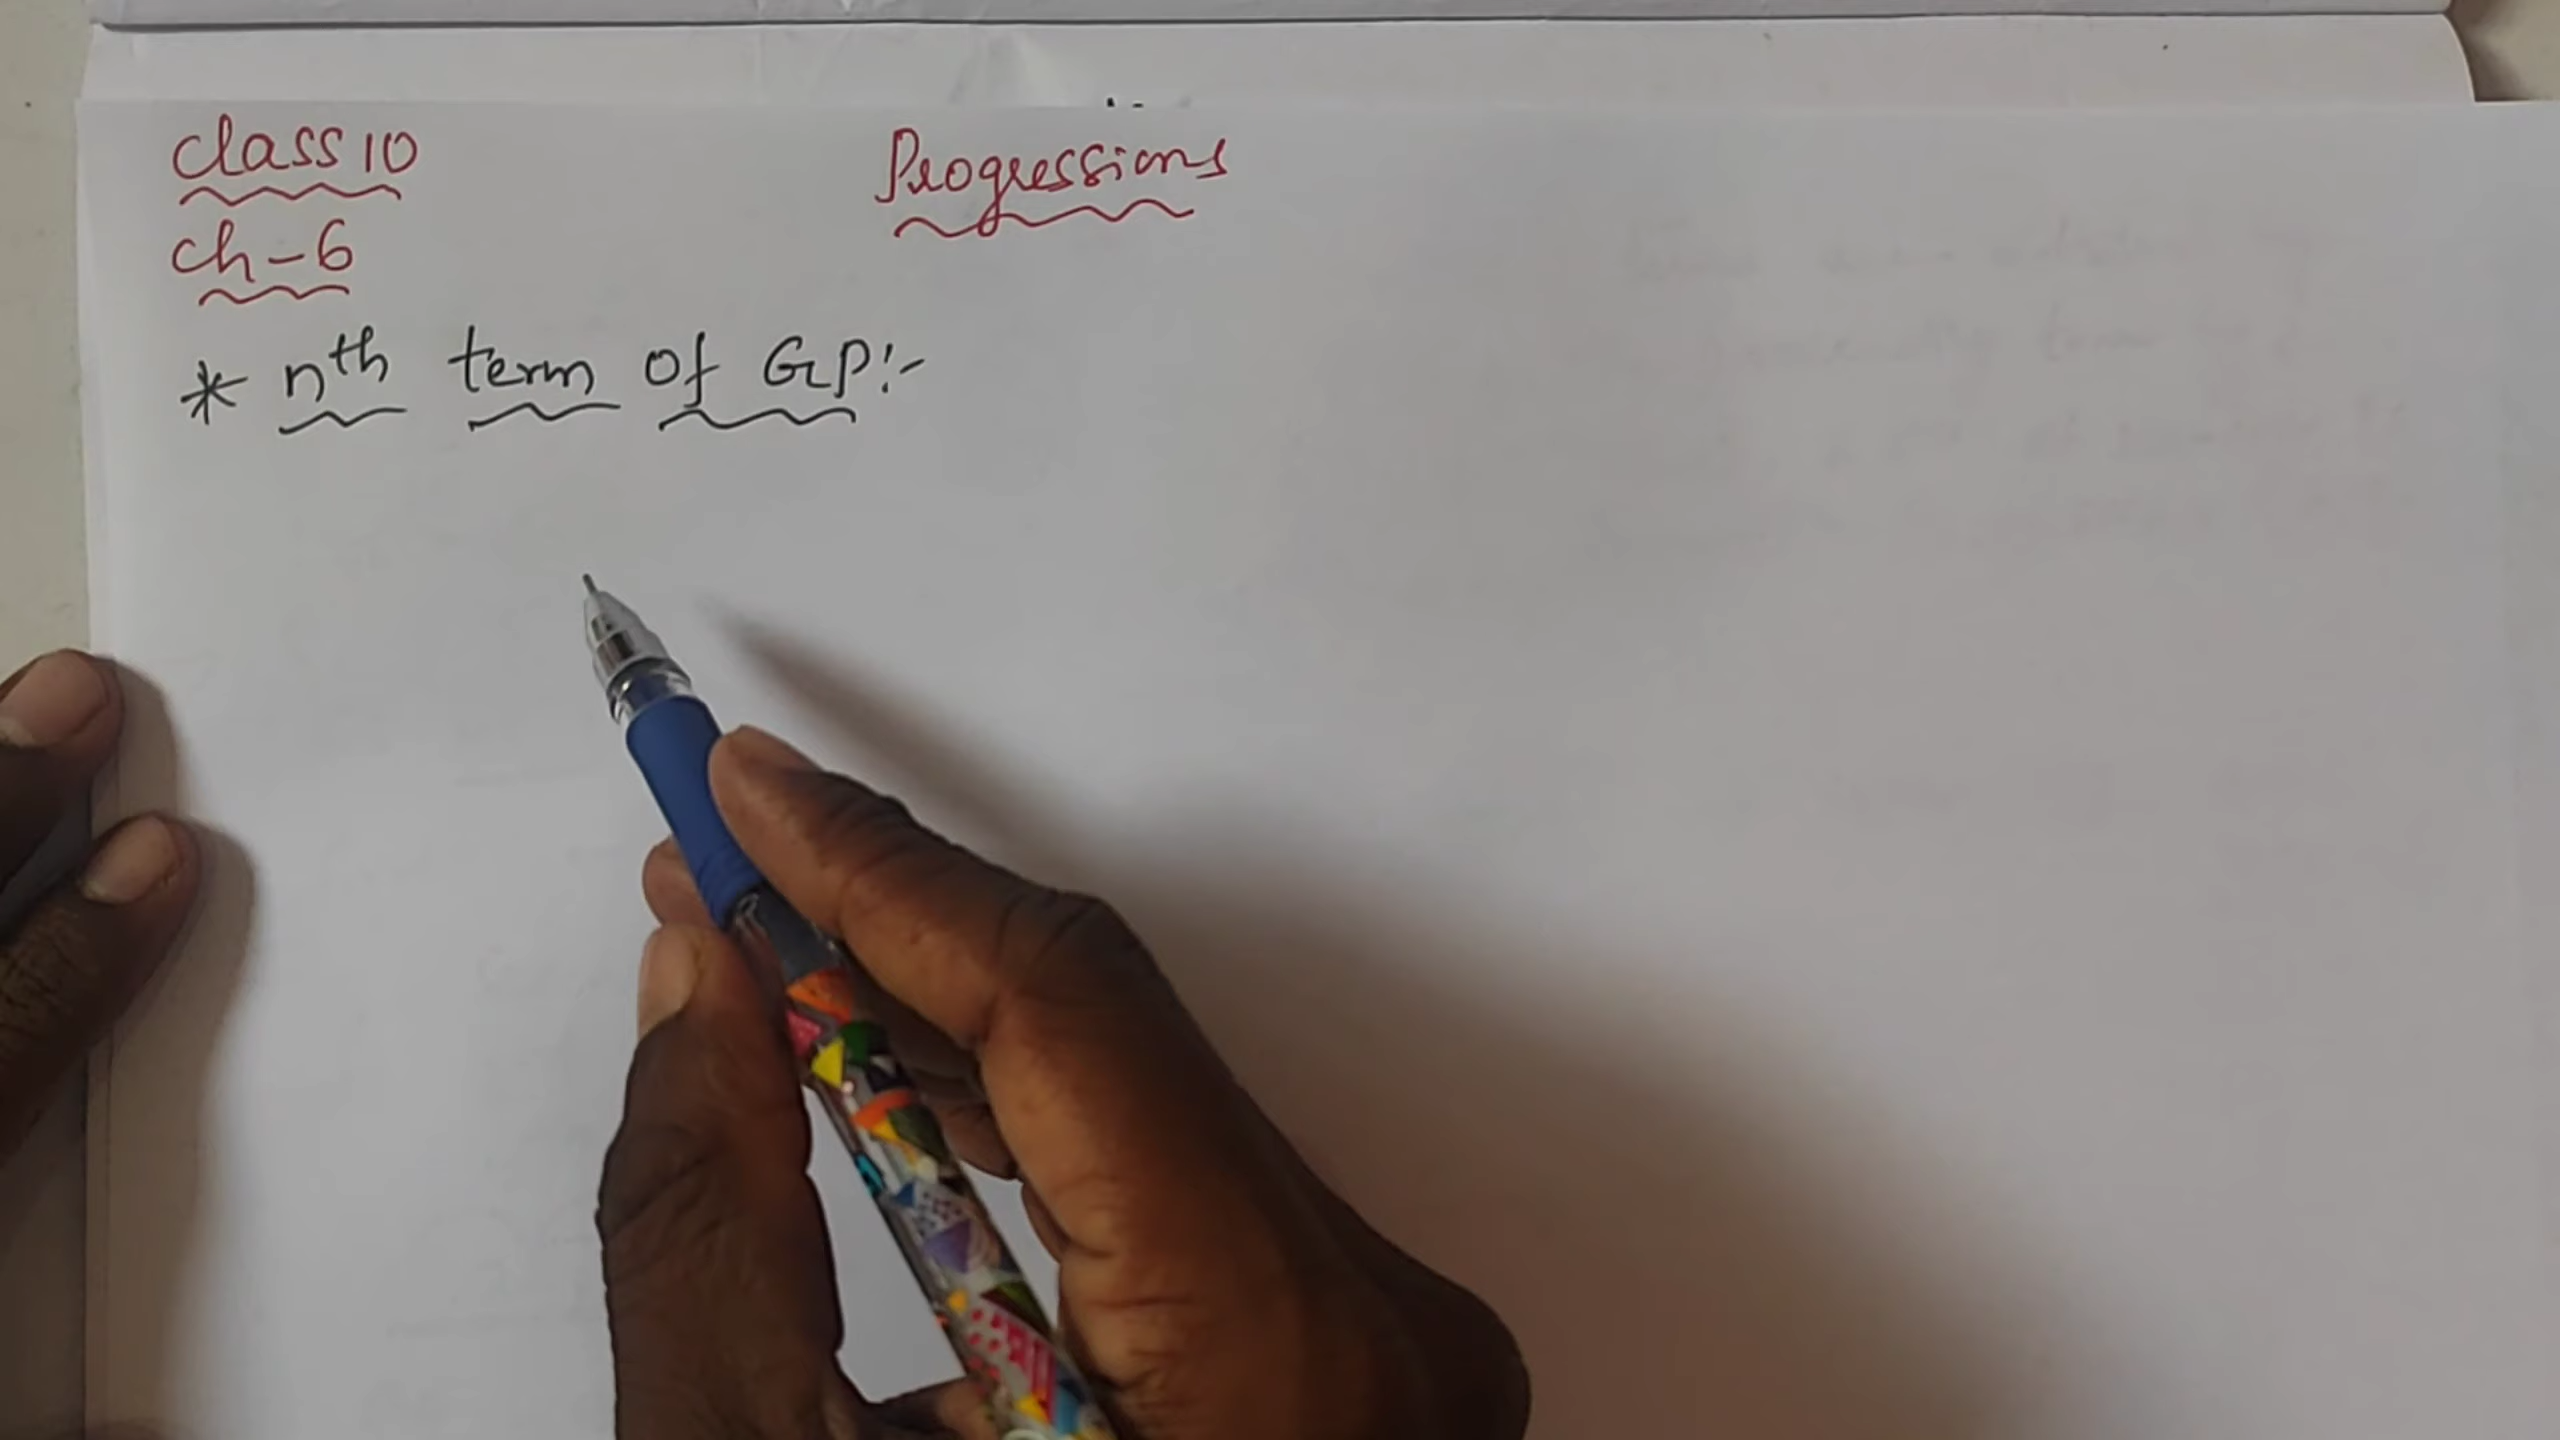 class 10
Progressions
ch-6
* nth term of GP:-